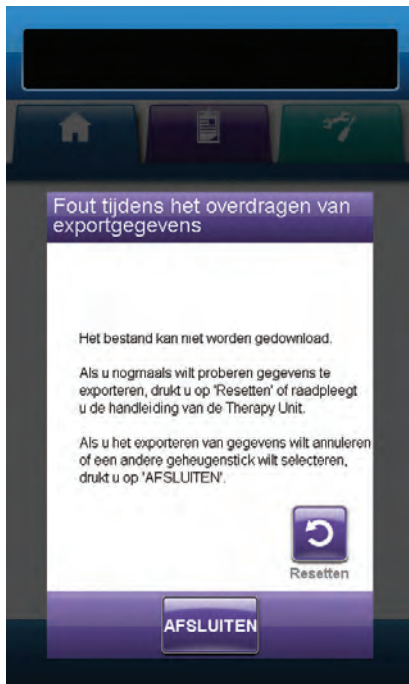 Fout tijdens het overdragen van
exportgegevens
Het bestand kan niet worden gedownload.
Als u nogmaals wilt proberen gegevens te
exporteren, drukt u op 'Resetten' of raadpleegt
u de handleiding van de Therapy Unit.
Als u het exporteren van gegevens wilt annuleren
of een andere geheugenstick wilt selecteren,
drukt u op 'AFSLUITEN'.
Resetten
AFSLUITEN